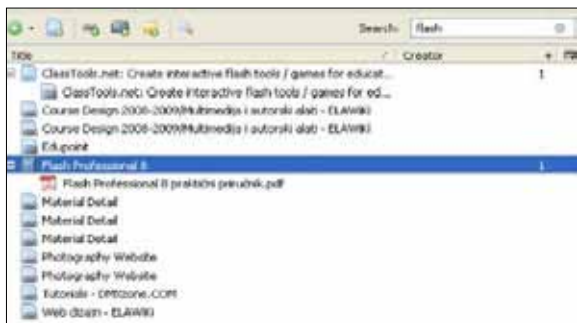 Search: flash
Title Creator
ClassTools.net: Create interactive flash tools / games for educat... 1
ClassTools.net: Create interactive flash tools / games for ed...
Course Design 2008-2009/Multimedija i autorski alati - ELAWIKI
Course Design 2008-2009/Multimedija i autorski alati - ELAWIKI
Edupoint
Flash Professional 8 1
Flash Professional 8 praktični priručnik.pdf
Material Detail
Material Detail
Material Detail
Photography Website
Photography Website
Tutorials - DMXzone.COM
Web dizajn - ELAWIKI